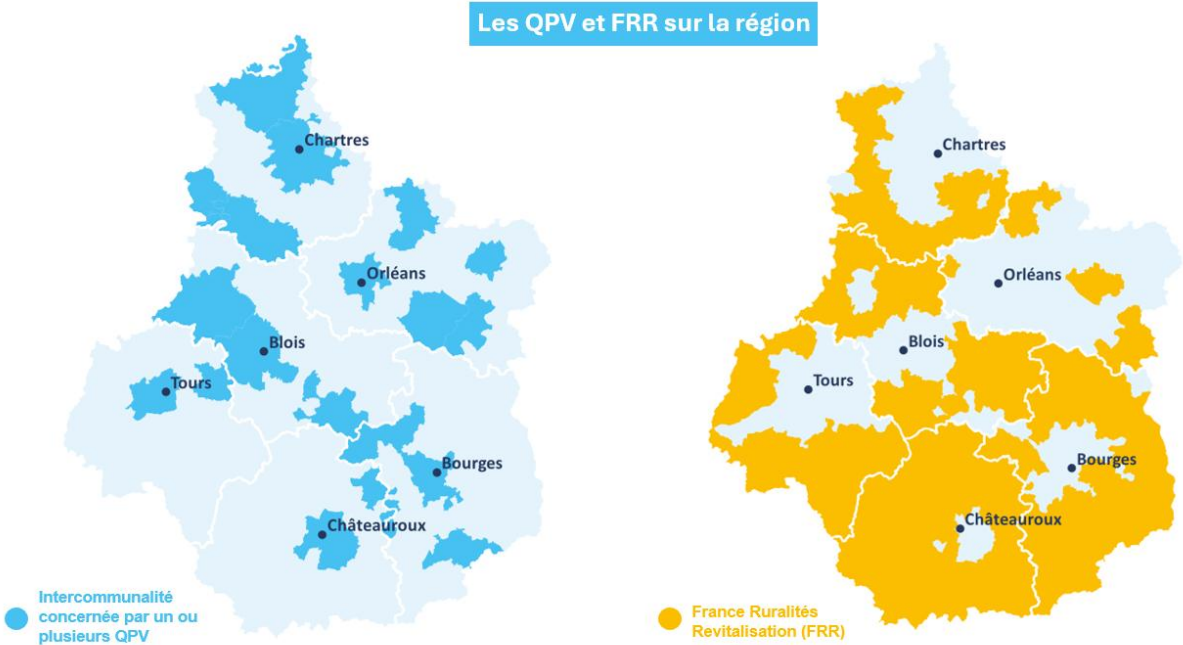 Les QPV et FRR sur la région
Chartres
Orléans
Blois
Tours
Bourges
Châteauroux
Intercommunalité
concernée par un ou
plusieurs QPV
Chartres
Orléans
Blois
Tours
Bourges
Châteauroux
France Ruralités
Revitalisation (FRR)